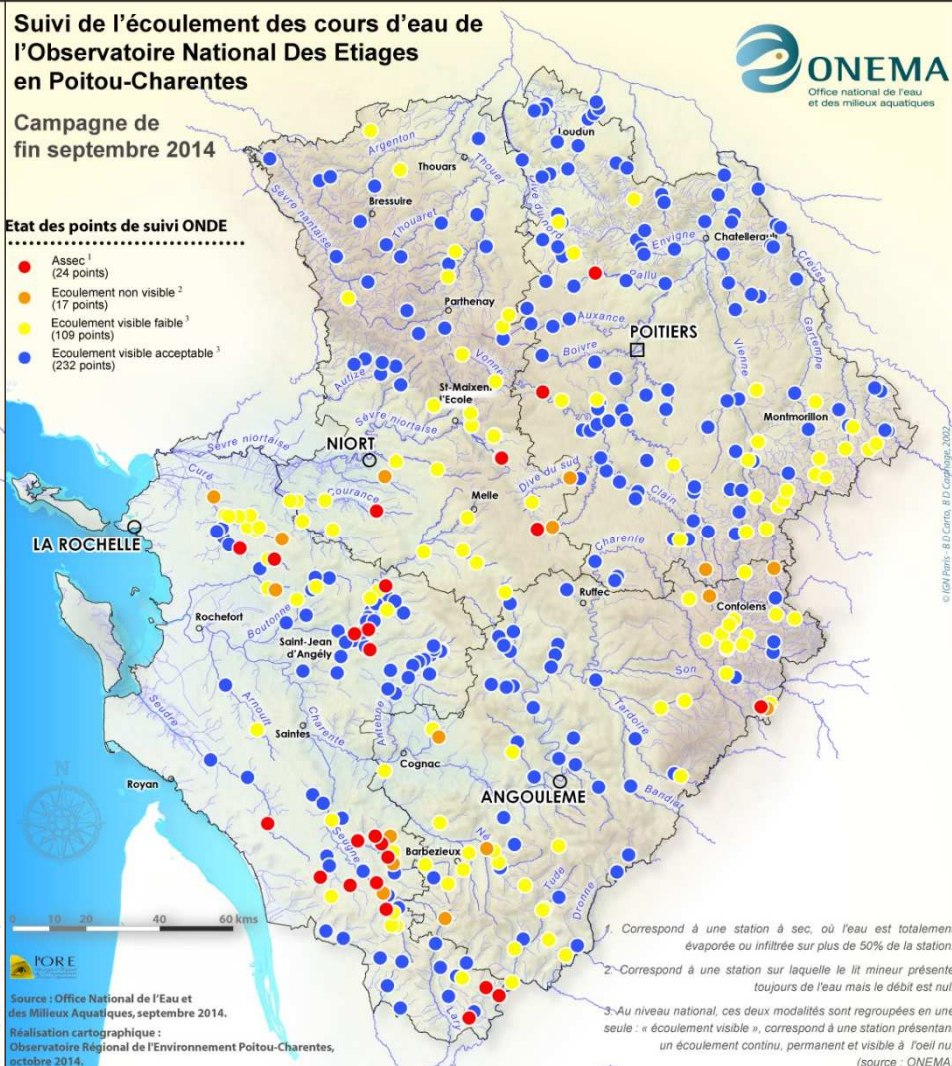 Suivi de l'écoulement des cours d'eau de
l'Observatoire National Des Etiages
en Poitou-Charentes
Campagne de
fin septembre 2014
ONEMA
Office national de l'eau
et des milieux aquatiques
Etat des points de suivi ONDE
Assec 1
(24 points)
Ecoulement non visible 2
(17 points)
Ecoulement visible faible 3
(109 points)
Ecoulement visible acceptable 3
(232 points)
Loudun
Argenton
Thouars
Thouet
Bressuire
Sèvre nantaise
Thouaret
Dive du nord
Envigne
Chatellerault
Creuse
Pallu
Gartempe
Parthenay
Auxance
POITIERS
Boivre
Vienne
Vonne
Autize
St-Maixent
l'Ecole
Montmorillon
Sèvre niortaise
Sèvre niortaise
NIORT
Curé
Dive du sud
Clain
Courance
Melle
LA ROCHELLE
Charente
Ruffec
Confolens
Rochefort
Boutonne
Saint-Jean
d'Angély
Son
Tardoire
Arnoult
Seudre
Charente
Antenne
Saintes
Cognac
Royan
ANGOULEME
Bandiat
Seugne
Né
Barbezieux
Tude
Dronne
Lary
N
0 10 20 40 60 kms
l'ORE
Source : Office National de l'Eau et
des Milieux Aquatiques, septembre 2014.
Réalisation cartographique :
Observatoire Régional de l'Environnement Poitou-Charentes,
octobre 2014.
1. Correspond à une station à sec, où l'eau est totalemen
évaporée ou infiltrée sur plus de 50% de la station
2. Correspond à une station sur laquelle le lit mineur présente
toujours de l'eau mais le débit est nul
3. Au niveau national, ces deux modalités sont regroupées en une
seule : « écoulement visible », correspond à une station présentan
un écoulement continu, permanent et visible à l'oeil nu
(source : ONEMA
© IGN Paris - BD Carto, BD Carthage, 2002